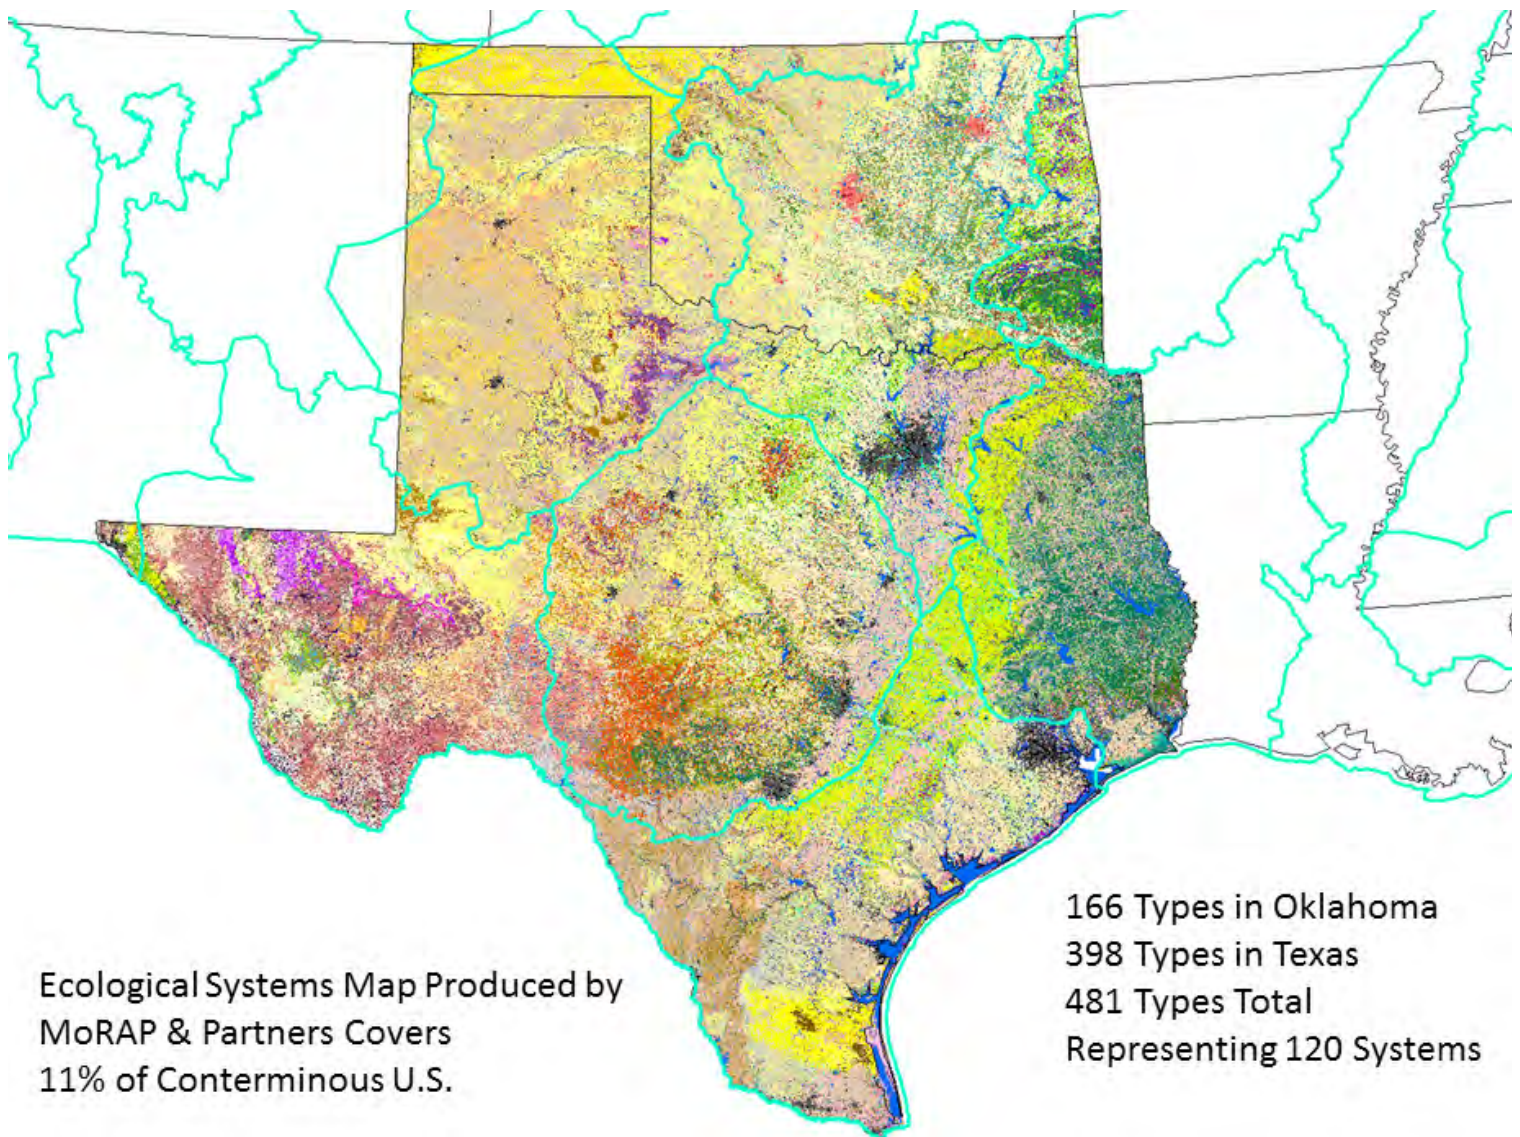 166 Types in Oklahoma
398 Types in Texas
481 Types Total
Representing 120 Systems
Ecological Systems Map Produced by
MoRAP & Partners Covers
11% of Conterminous U.S.